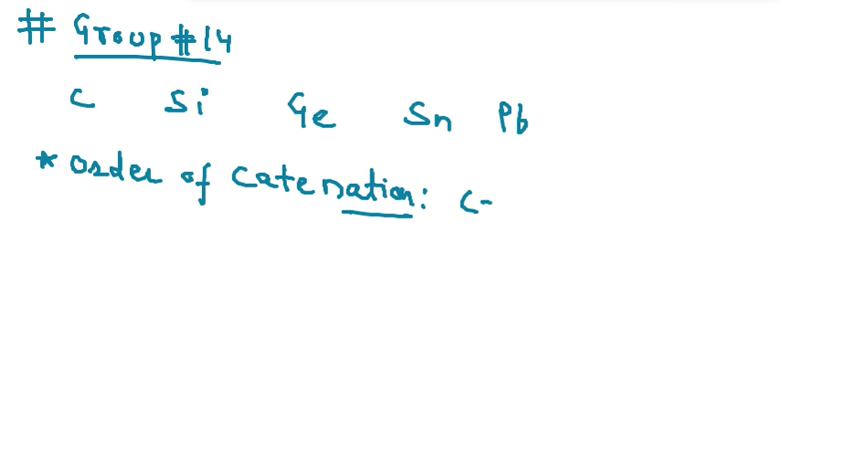 # Group #14
C Si Ge Sn Pb
* Order of Catenation: C-